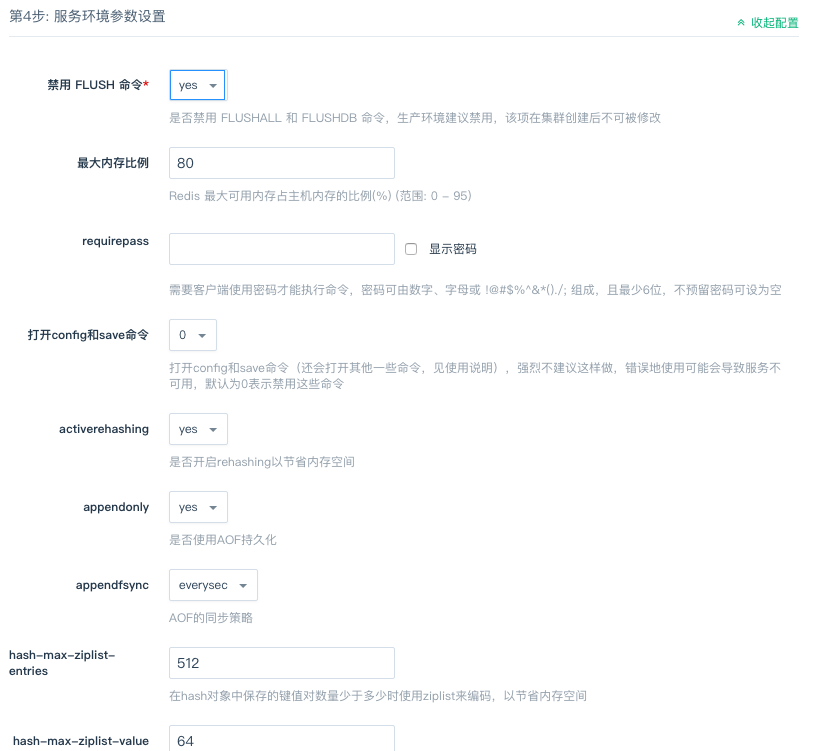 第4步: 服务环境参数设置
收起配置
禁用 FLUSH 命令*
yes
是否禁用 FLUSHALL 和 FLUSHDB 命令，生产环境建议禁用，该项在集群创建后不可被修改
最大内存比例
80
Redis 最大可用内存占主机内存的比例(%) (范围: 0 – 95)
requirepass
显示密码
需要客户端使用密码才能执行命令，密码可由数字、字母或 !@#$%^&*()./; 组成，且最少6位，不预留密码可设为空
打开config和save命令
0
打开config和save命令（还会打开其他一些命令，见使用说明），强烈不建议这样做，错误地使用可能会导致服务不
可用，默认为0表示禁用这些命令
activerehashing
yes
是否开启rehashing以节省内存空间
appendonly
yes
是否使用AOF持久化
appendfsync
everysec
AOF的同步策略
hash-max-ziplist-
entries
512
在hash对象中保存的键值对数量少于多少时使用ziplist来编码，以节省内存空间
hash-max-ziplist-value
64